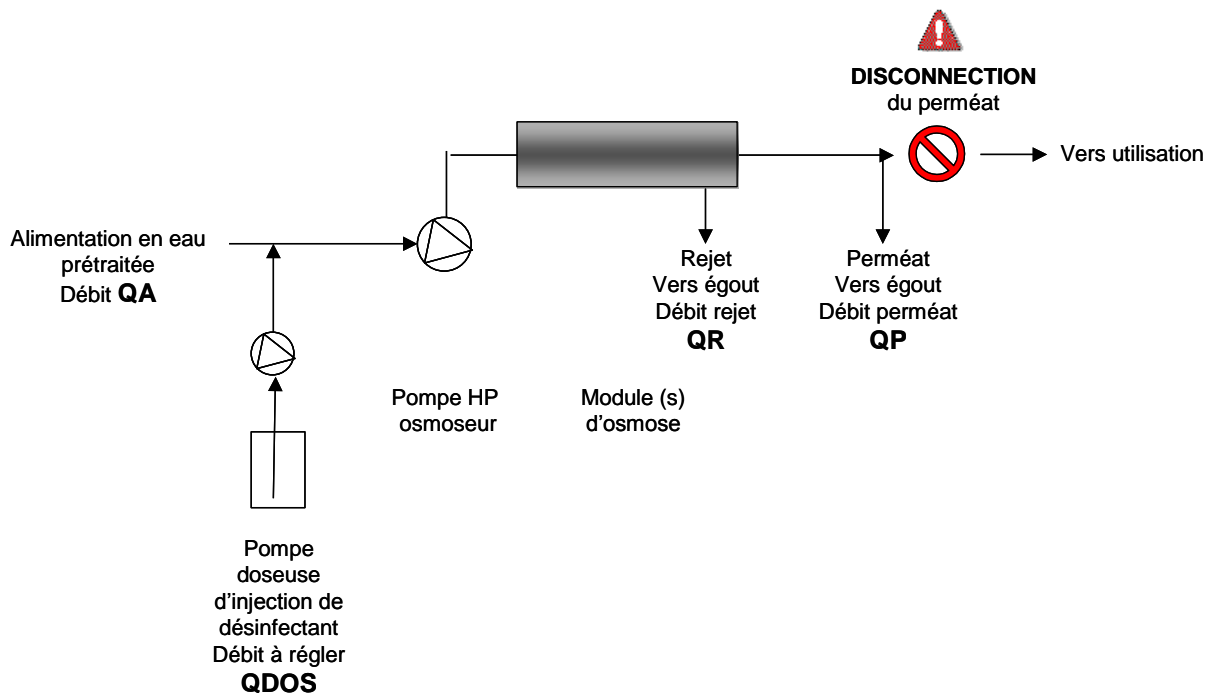 DISCONNECTION
du perméat
Vers utilisation
Alimentation en eau
prétraitée
Débit QA
Rejet
Vers égout
Débit rejet
QR
Perméat
Vers égout
Débit perméat
QP
Pompe HP
osmoseur
Module (s)
d'osmose
Pompe
doseuse
d'injection de
désinfectant
Débit à régler
QDOS